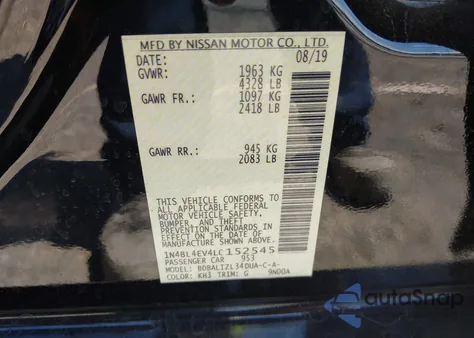 MFD BY NISSAN MOTOR CO., LTD.
DATE: 08/19
GVWR: 1963 KG
4328 LB
GAWR FR: 1097 KG
2418 LB
GAWR RR: 945 KG
2083 LB
THIS VEHICLE CONFORMS TO
ALL APPLICABLE FEDERAL
MOTOR VEHICLE SAFETY,
BUMPER, AND THEFT
PREVENTION STANDARDS
IN EFFECT ON THE DATE OF
MANUFACTURE SHOWN ABOVE.
1N4BL4EV4LC152545
PASSENGER CAR 953
MODEL: BDRALIZL34DUA-C-A-
COLOR: KH3 TRIM: G 9N00A
autoSnap